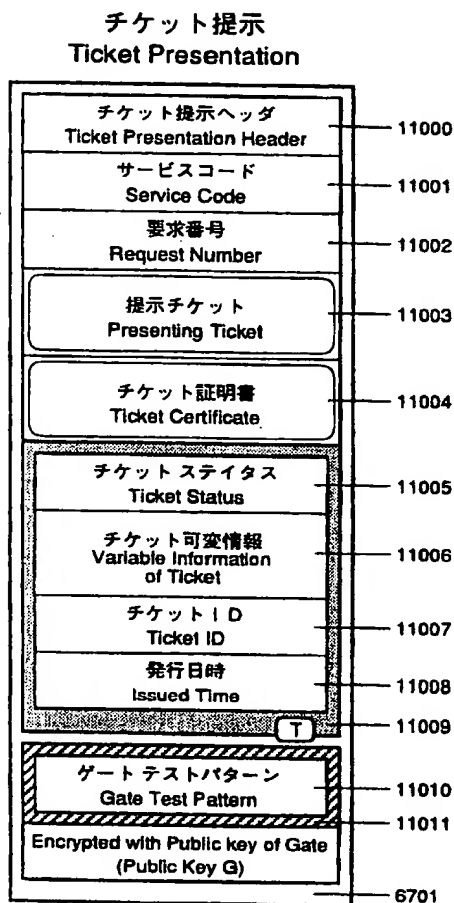 チケット提示
Ticket Presentation
チケット提示ヘッダ
Ticket Presentation Header
11000
サービスコード
Service Code
11001
要求番号
Request Number
11002
提示チケット
Presenting Ticket
11003
チケット証明書
Ticket Certificate
11004
チケット ステイタス
Ticket Status
11005
チケット可変情報
Variable Information
of Ticket
11006
チケットID
Ticket ID
11007
発行日時
Issued Time
11008
T
11009
ゲート テストパターン
Gate Test Pattern
11010
11011
Encrypted with Public key of Gate
(Public Key G)
6701